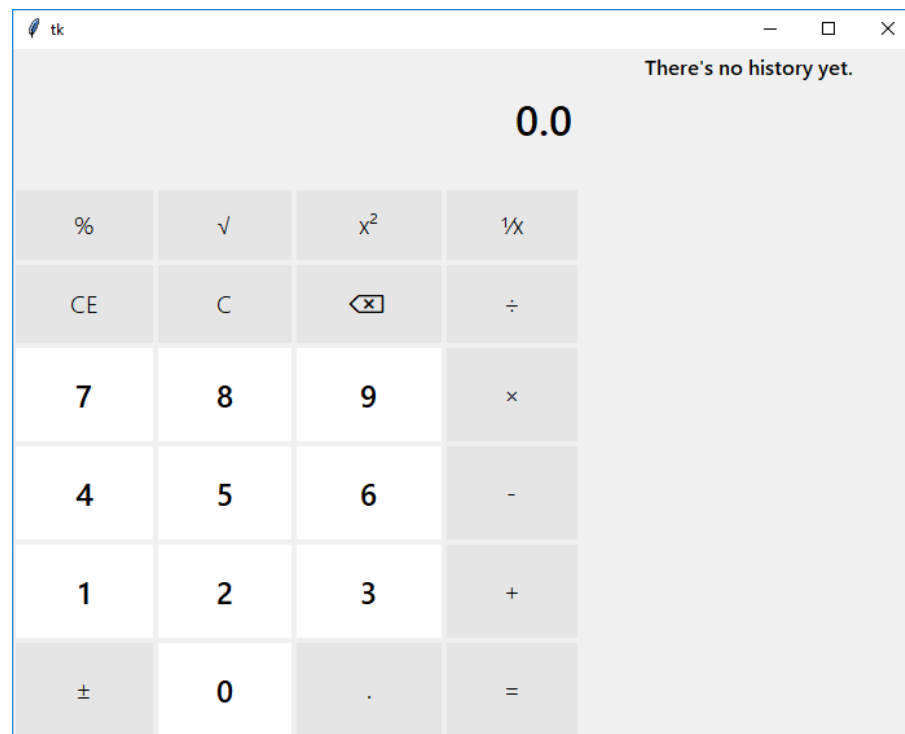 tk
There's no history yet.
0.0
% √ x² ⅟x
CE C ⌫ ÷
7 8 9 ×
4 5 6 -
1 2 3 +
± 0 . =